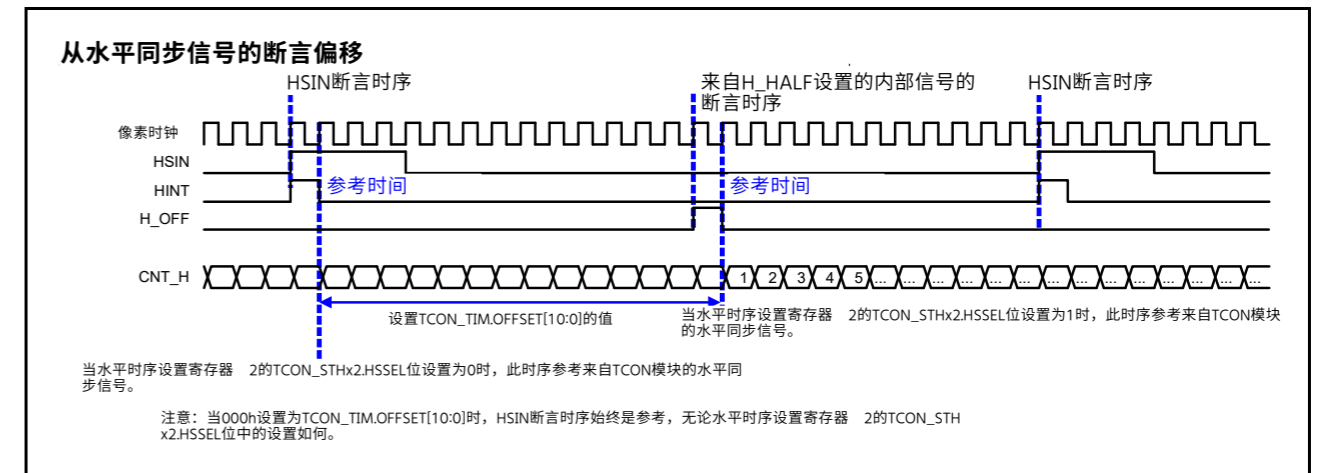 从水平同步信号的断言偏移
HSIN断言时序
来自H_HALF设置的内部信号的
断言时序
HSIN断言时序
像素时钟
HSIN
HINT
参考时间
参考时间
H_OFF
CNT_H
1 2 3 4 5 ... ... ... ... ... ... ... ... ... ... ... ... ... ...
设置TCON_TIM.OFFSET[10:0]的值
当水平时序设置寄存器 2的TCON_STHx2.HSSEL位设置为1时，此时序参考来自TCON模块
的水平同步信号。
当水平时序设置寄存器 2的TCON_STHx2.HSSEL位设置为0时，此时序参考来自TCON模块的水平同
步信号。
注意：当000h设置为TCON_TIM.OFFSET[10:0]时，HSIN断言时序始终是参考，无论水平时序设置寄存器 2的TCON_STH
x2.HSSEL位中的设置如何。